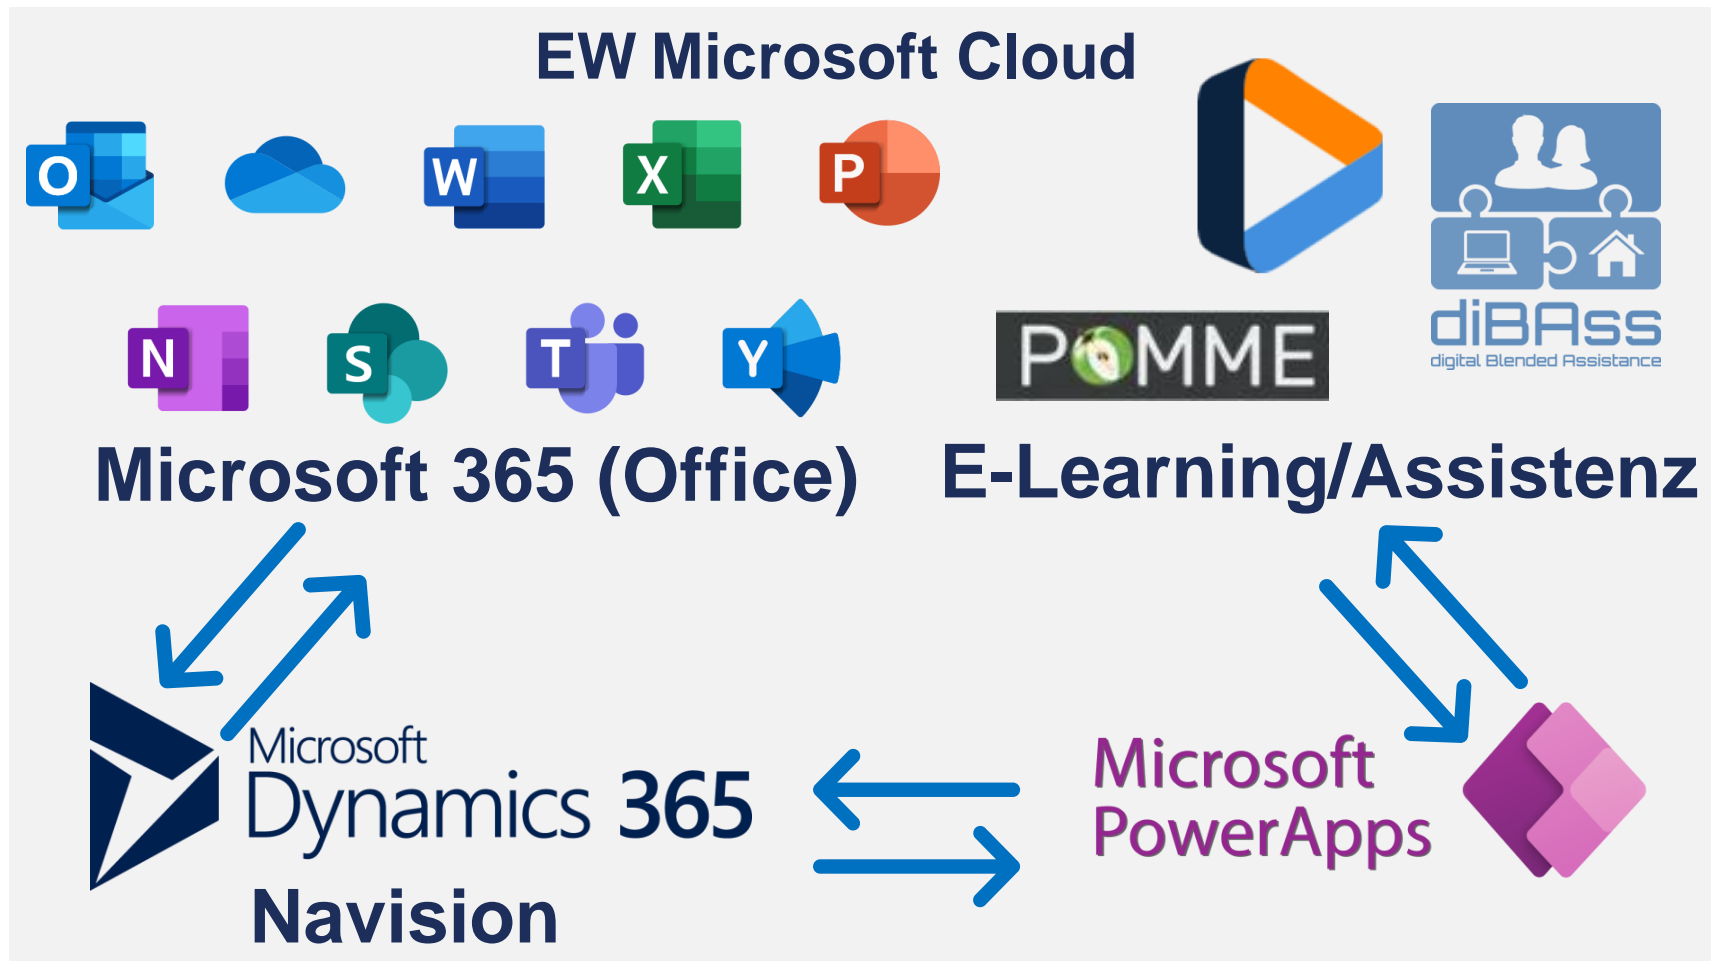 EW Microsoft Cloud
O
W
X
P
N
S
T
Y
POMME
diBAss
digital Blended Assistance
Microsoft 365 (Office)
E-Learning/Assistenz
Microsoft
Dynamics 365
Navision
Microsoft
PowerApps